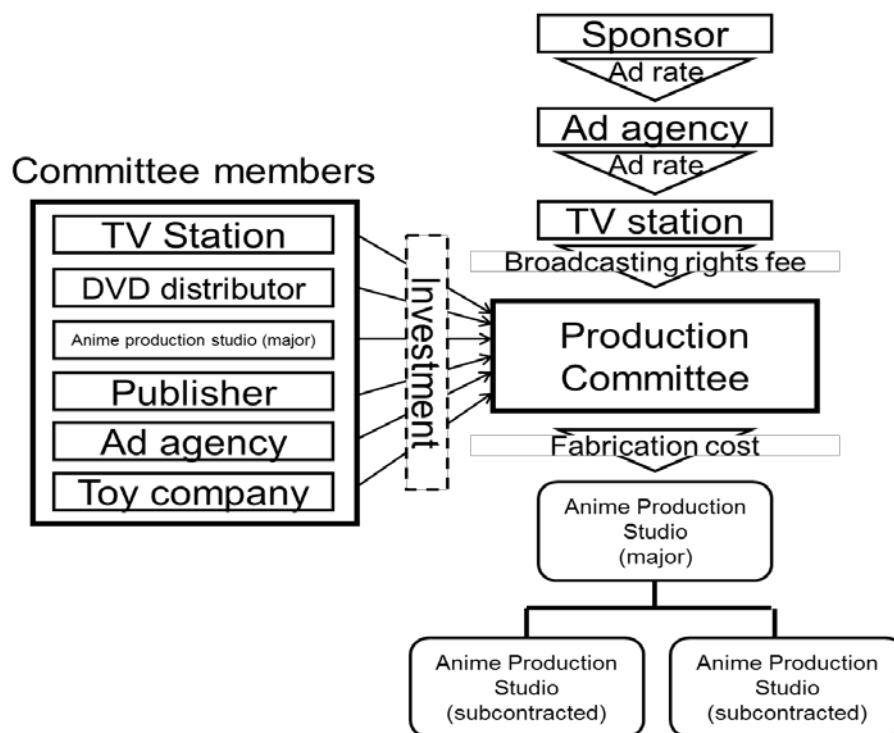 Sponsor
Ad rate
Ad agency
Ad rate
TV station
Broadcasting rights fee
Committee members
TV Station
DVD distributor
Anime production studio (major)
Publisher
Ad agency
Toy company
Investment
Production
Committee
Fabrication cost
Anime Production
Studio
(major)
Anime Production
Studio
(subcontracted)
Anime Production
Studio
(subcontracted)